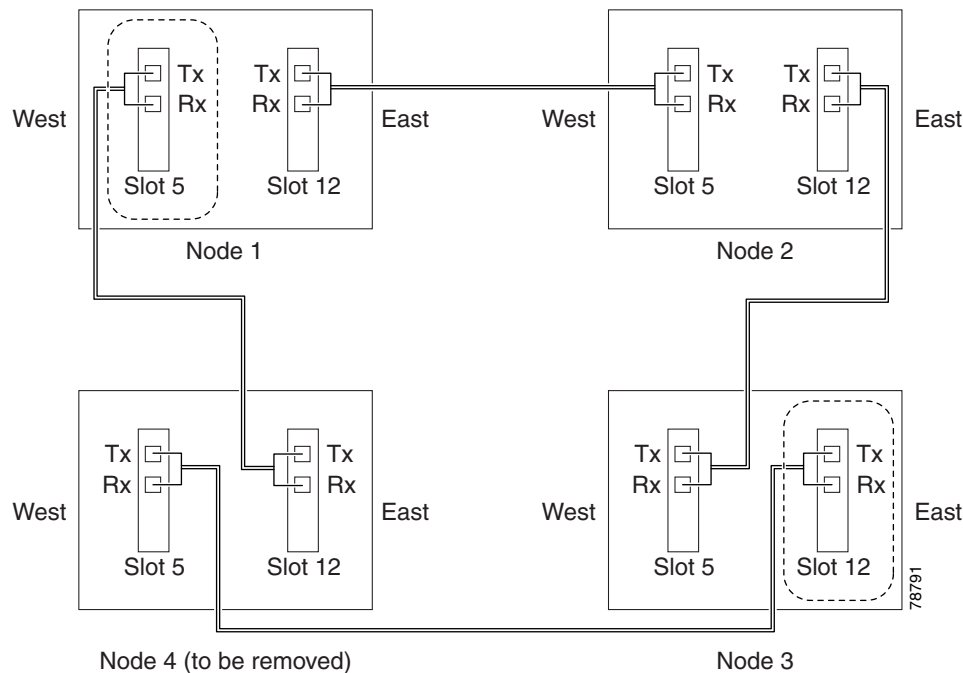 Tx
Rx
Slot 5
Tx
Rx
Slot 12
West
East
Node 1
Tx
Rx
Slot 5
Tx
Rx
Slot 12
West
East
Node 2
Tx
Rx
Slot 5
Tx
Rx
Slot 12
West
East
Node 4 (to be removed)
Tx
Rx
Slot 5
Tx
Rx
Slot 12
West
East
Node 3
78791